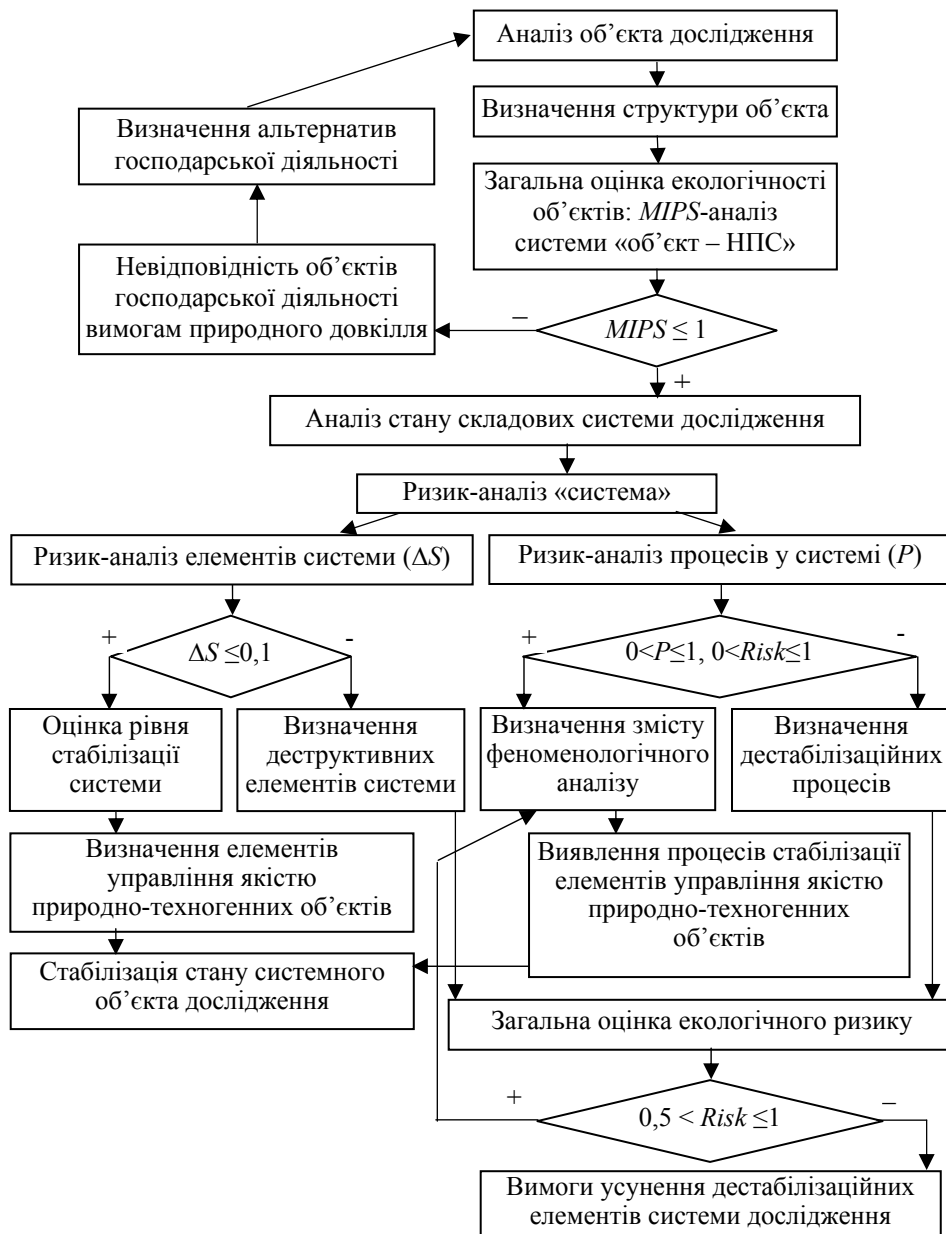 Аналіз об’єкта дослідження
Визначення структури об’єкта
Визначення альтернатив
господарської діяльності
Загальна оцінка екологічності
об’єктів: MIPS-аналіз
системи «об’єкт – НПС»
Невідповідність об’єктів
господарської діяльності
вимогам природного довкілля
–
MIPS ≤ 1
+
Аналіз стану складових системи дослідження
Ризик-аналіз «система»
Ризик-аналіз елементів системи (ΔS)
Ризик-аналіз процесів у системі (P)
+
ΔS ≤0,1
-
+
0<P≤1, 0<Risk≤1
-
Оцінка рівня
стабілізації
системи
Визначення
деструктивних
елементів системи
Визначення змісту
феноменологічного
аналізу
Визначення
дестабілізаційних
процесів
Визначення елементів
управління якістю
природно-техногенних об’єктів
Виявлення процесів стабілізації
елементів управління якістю
природно-техногенних
об’єктів
Стабілізація стану системного
об’єкта дослідження
Загальна оцінка екологічного ризику
+
0,5 < Risk ≤1
–
Вимоги усунення дестабілізаційних
елементів системи дослідження